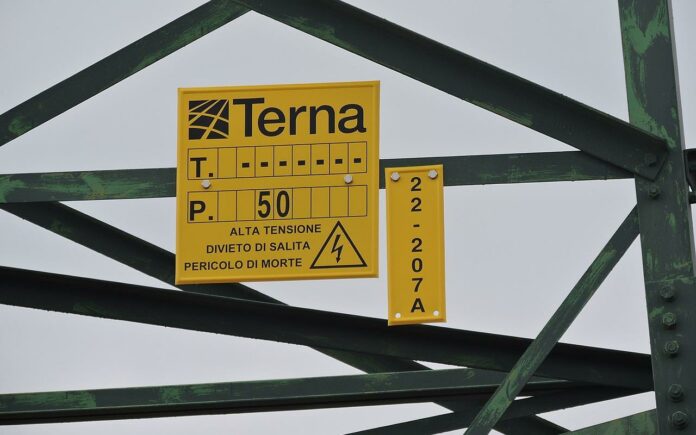 Terna
T. - - - - - - -
P. 50
ALTA TENSIONE
DIVIETO DI SALITA
PERICOLO DI MORTE
22-207A